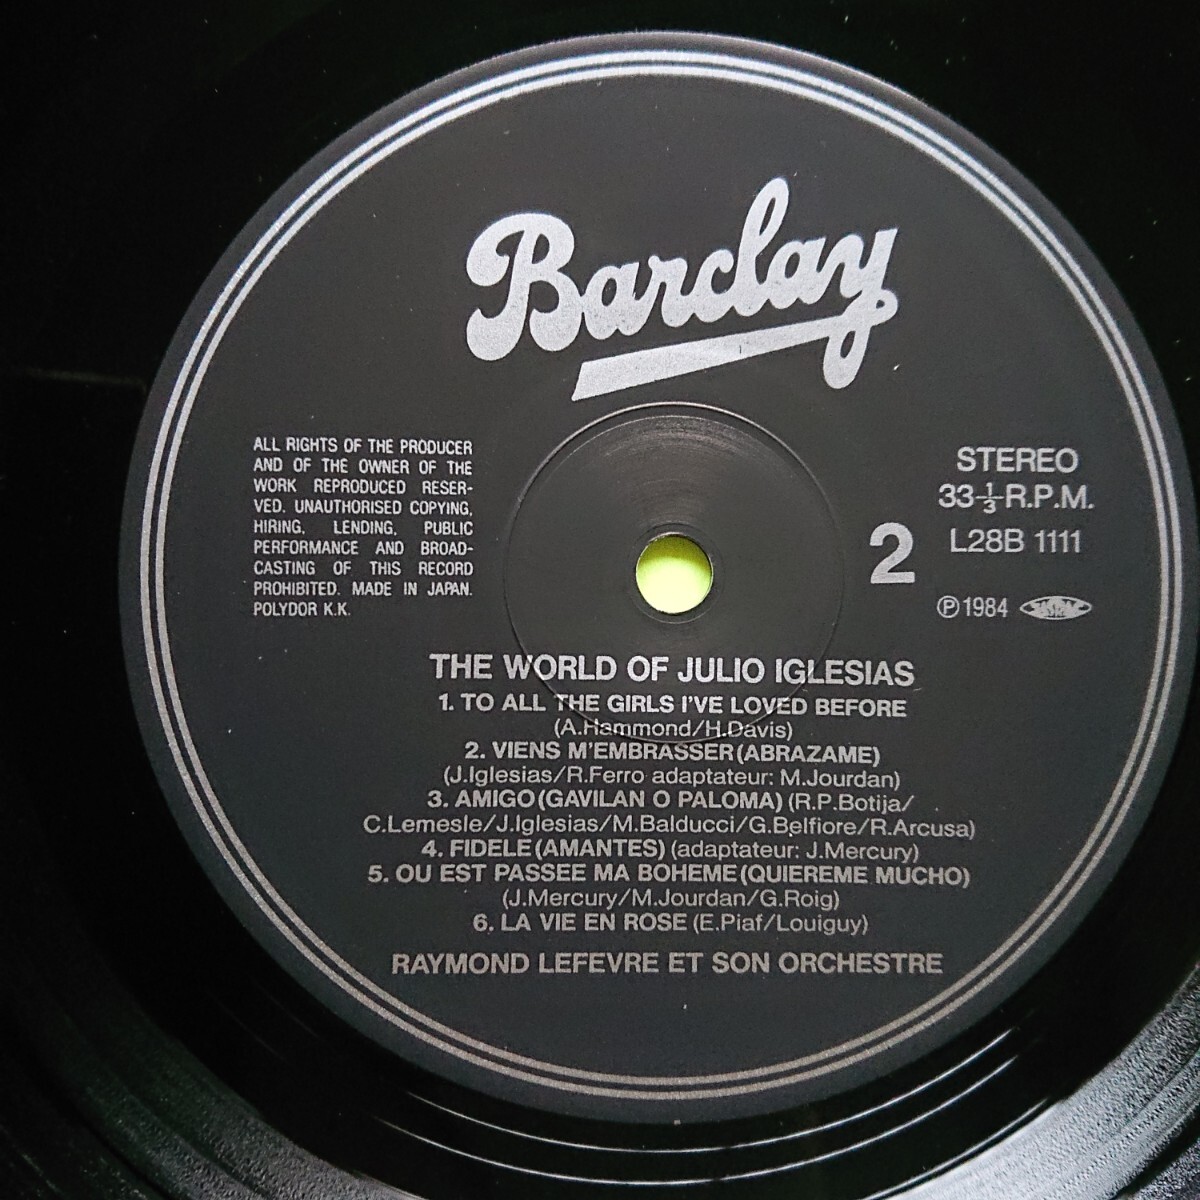 Barclay
ALL RIGHTS OF THE PRODUCER
AND OF THE OWNER OF THE
WORK REPRODUCED RESER-
VED. UNAUTHORISED COPYING,
HIRING, LENDING, PUBLIC
PERFORMANCE AND BROAD-
CASTING OF THIS RECORD
PROHIBITED. MADE IN JAPAN.
POLYDOR K.K.
STEREO
33-1/3 R.P.M.
2
L28B 1111
Ⓟ1984 JASRAC
THE WORLD OF JULIO IGLESIAS
1. TO ALL THE GIRLS I'VE LOVED BEFORE
(A.Hammond/H.Davis)
2. VIENS M'EMBRASSER(ABRAZAME)
(J.Iglesias/R.Ferro adaptateur: M.Jourdan)
3. AMIGO(GAVILAN O PALOMA) (R.P.Botija/
C.Lemesle/J.Iglesias/M.Balducci/G.Belfiore/R.Arcusa)
4. FIDELE(AMANTES) (adaptateur: J.Mercury)
5. OU EST PASSEE MA BOHEME(QUIEREME MUCHO)
(J.Mercury/M.Jourdan/G.Roig)
6. LA VIE EN ROSE (E.Piaf/Louiguy)
RAYMOND LEFEVRE ET SON ORCHESTRE